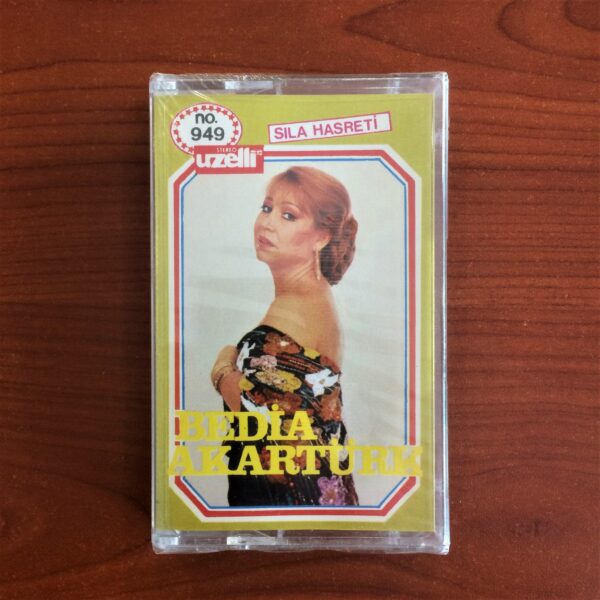 no.
949
SILA HASRETİ
STEREO
uzelli
BEDİA
AKARTÜRK